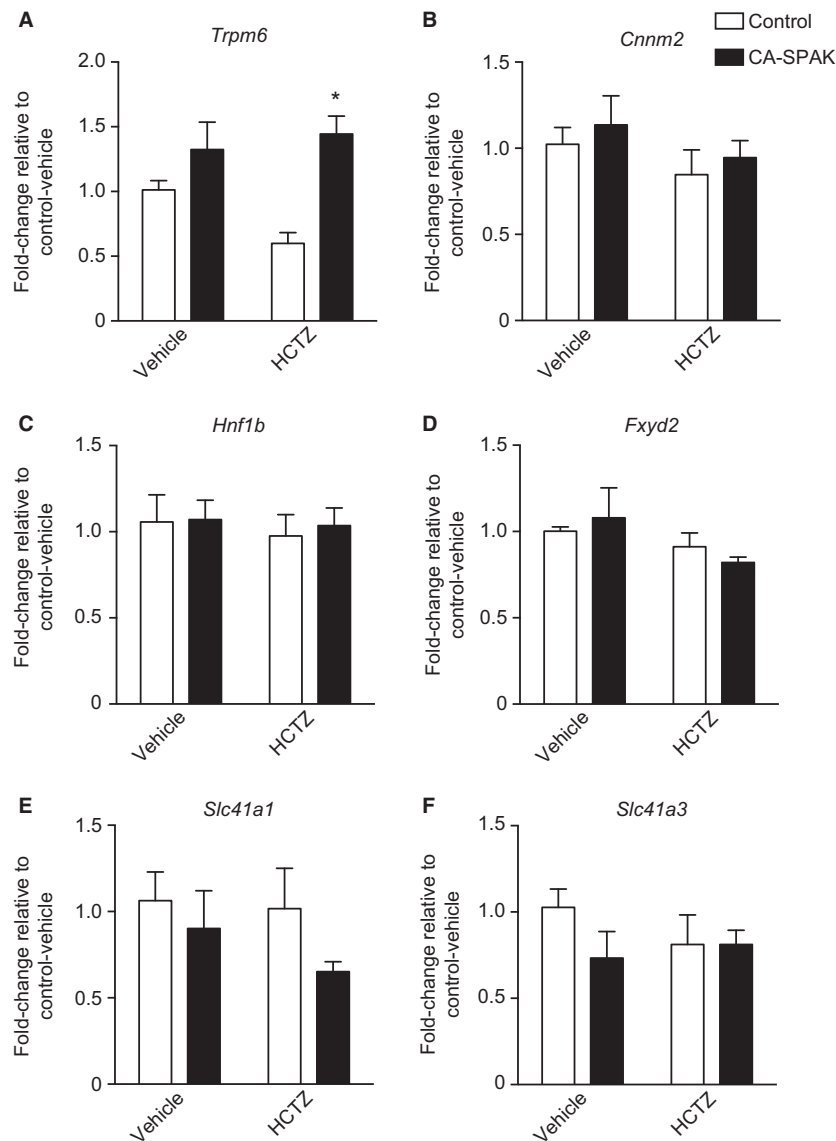 A
Trpm6
Fold-change relative to
control-vehicle
2.0
1.5
1.0
0.5
0
*
Vehicle
HCTZ
B
Cnnm2
Control
CA-SPAK
Fold-change relative to
control-vehicle
1.5
1.0
0.5
0
Vehicle
HCTZ
C
Hnf1b
Fold-change relative to
control-vehicle
1.5
1.0
0.5
0
Vehicle
HCTZ
D
Fxyd2
Fold-change relative to
control-vehicle
1.5
1.0
0.5
0
Vehicle
HCTZ
E
Slc41a1
Fold-change relative to
control-vehicle
1.5
1.0
0.5
0
Vehicle
HCTZ
F
Slc41a3
Fold-change relative to
control-vehicle
1.5
1.0
0.5
0
Vehicle
HCTZ